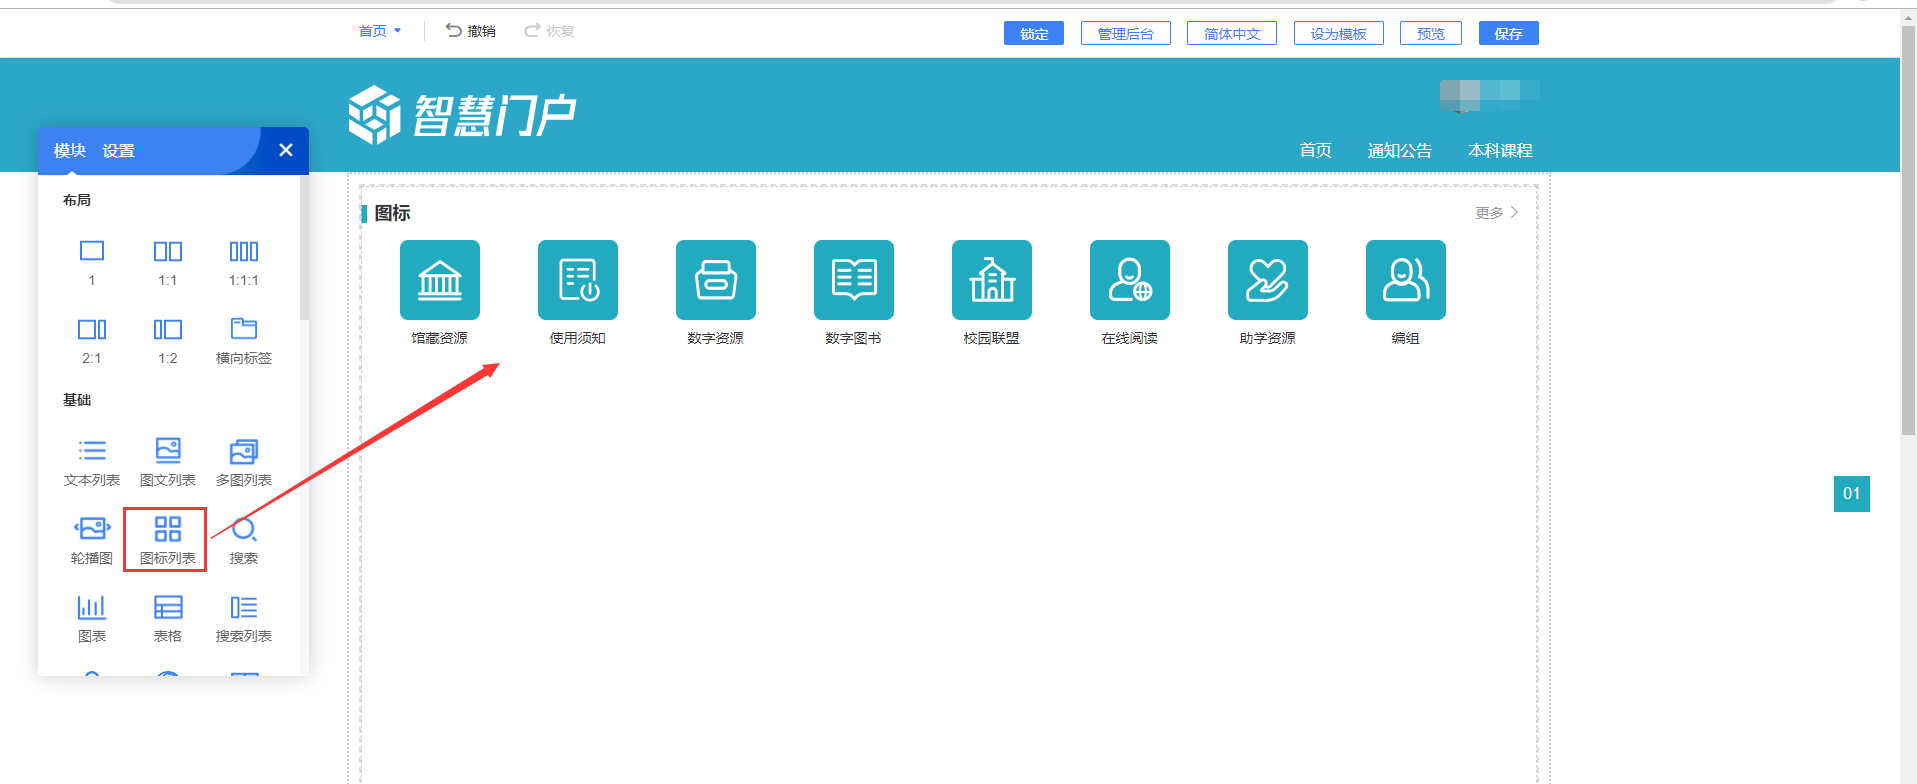 首页 撤销 恢复 锁定 管理后台 简体中文 设为模板 预览 保存
智慧门户
首页 通知公告 本科课程
模块 设置
布局
1 1:1 1:1:1
2:1 1:2 横向标签
基础
文本列表 图文列表 多图列表
轮播图 图标列表 搜索
图表 表格 搜索列表
图标 更多
馆藏资源 使用须知 数字资源 数字图书 校园联盟 在线阅读 助学资源 编组
01